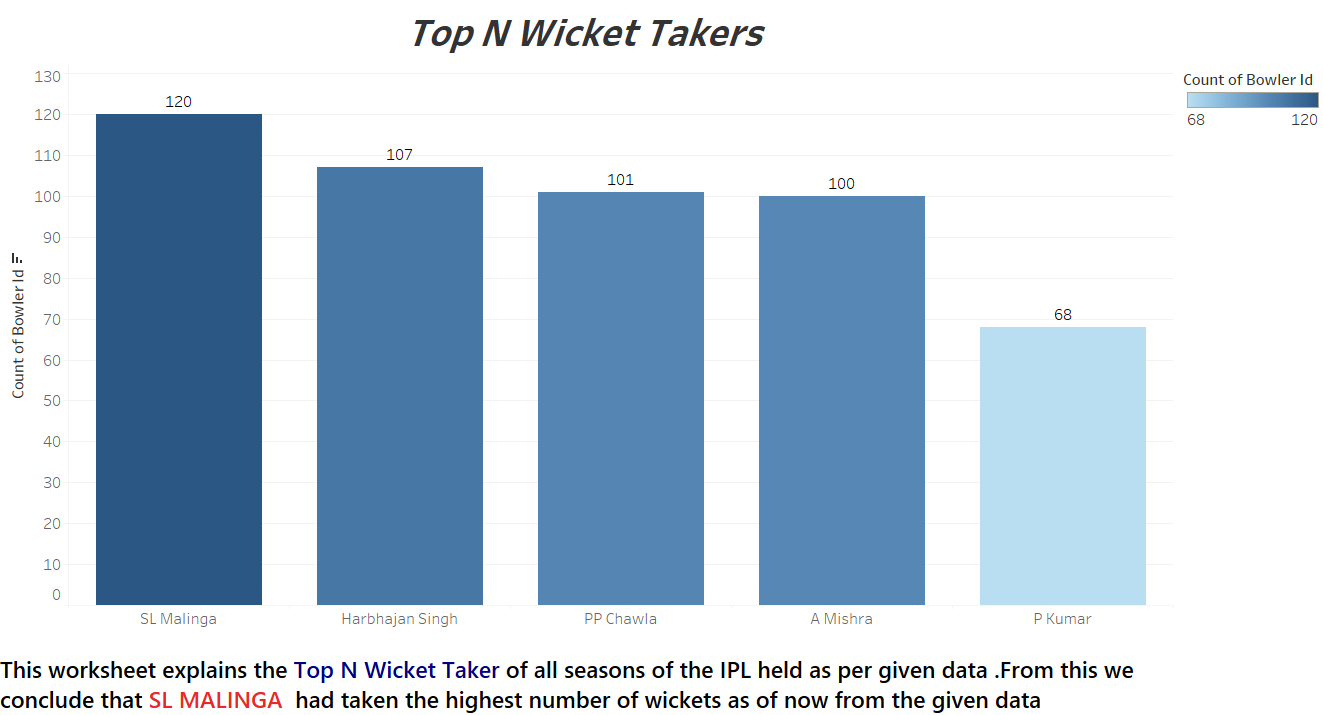 Top N Wicket Takers
Count of Bowler Id
68 120
130
120
110
100
90
80
70
60
50
40
30
20
10
0
Count of Bowler Id
120
107
101
100
68
SL Malinga
Harbhajan Singh
PP Chawla
A Mishra
P Kumar
This worksheet explains the Top N Wicket Taker of all seasons of the IPL held as per given data .From this we
conclude that SL MALINGA had taken the highest number of wickets as of now from the given data